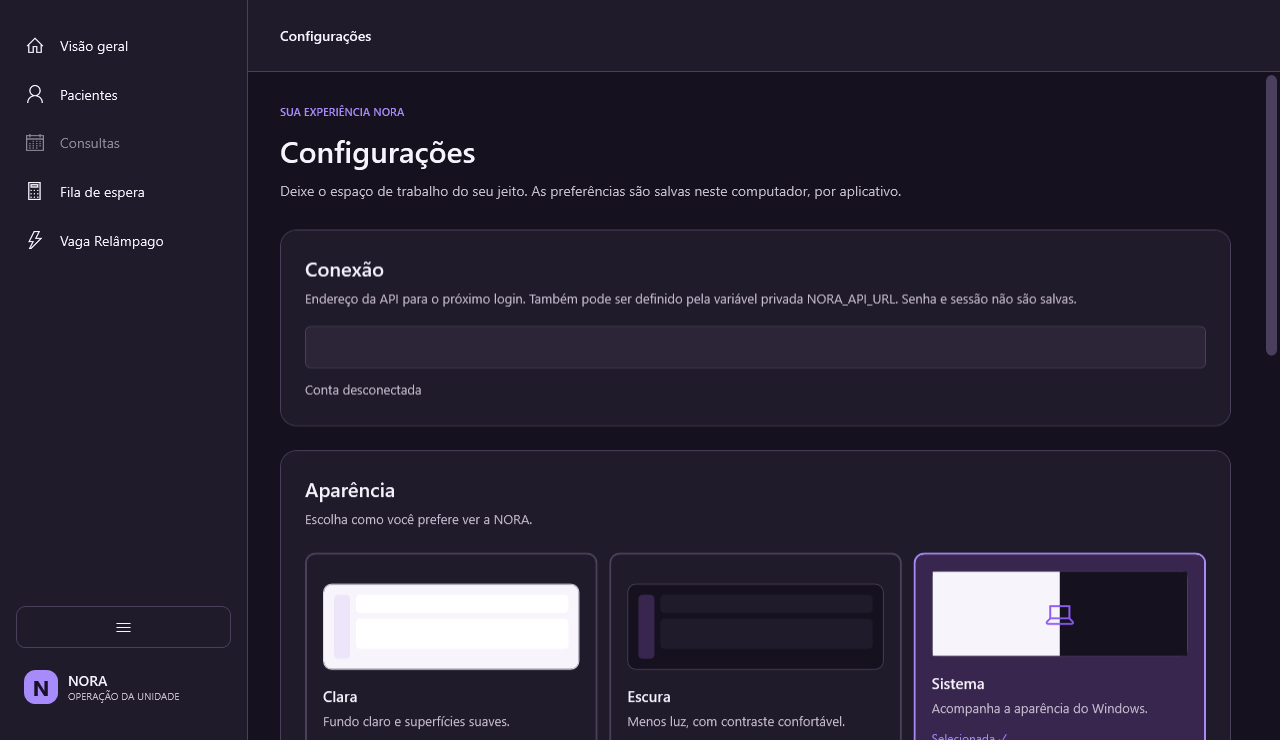 Visão geral
Pacientes
Consultas
Fila de espera
Vaga Relâmpago
N
NORA
OPERAÇÃO DA UNIDADE
Configurações
SUA EXPERIÊNCIA NORA
Configurações
Deixe o espaço de trabalho do seu jeito. As preferências são salvas neste computador, por aplicativo.
Conexão
Endereço da API para o próximo login. Também pode ser definido pela variável privada NORA_API_URL. Senha e sessão não são salvas.
Conta desconectada
Aparência
Escolha como você prefere ver a NORA.
Clara
Fundo claro e superfícies suaves.
Escura
Menos luz, com contraste confortável.
Sistema
Acompanha a aparência do Windows.
Selecionada ✓